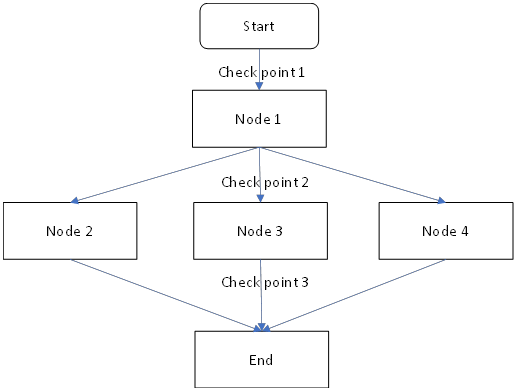 Start
Check point 1
Node 1
Check point 2
Node 2
Node 3
Node 4
Check point 3
End